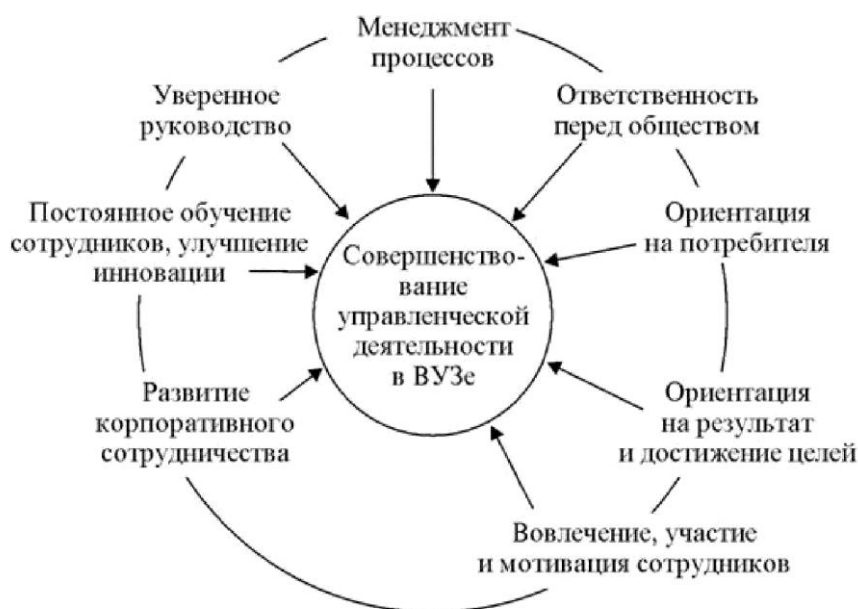 Менеджмент
процессов
Уверенное
руководство
Ответственность
перед обществом
Постоянное обучение
сотрудников, улучшение
инновации
Ориентация
на потребителя
Совершенство-
вание
управленческой
деятельности
в ВУЗе
Развитие
корпоративного
сотрудничества
Ориентация
на результат
и достижение целей
Вовлечение, участие
и мотивация сотрудников